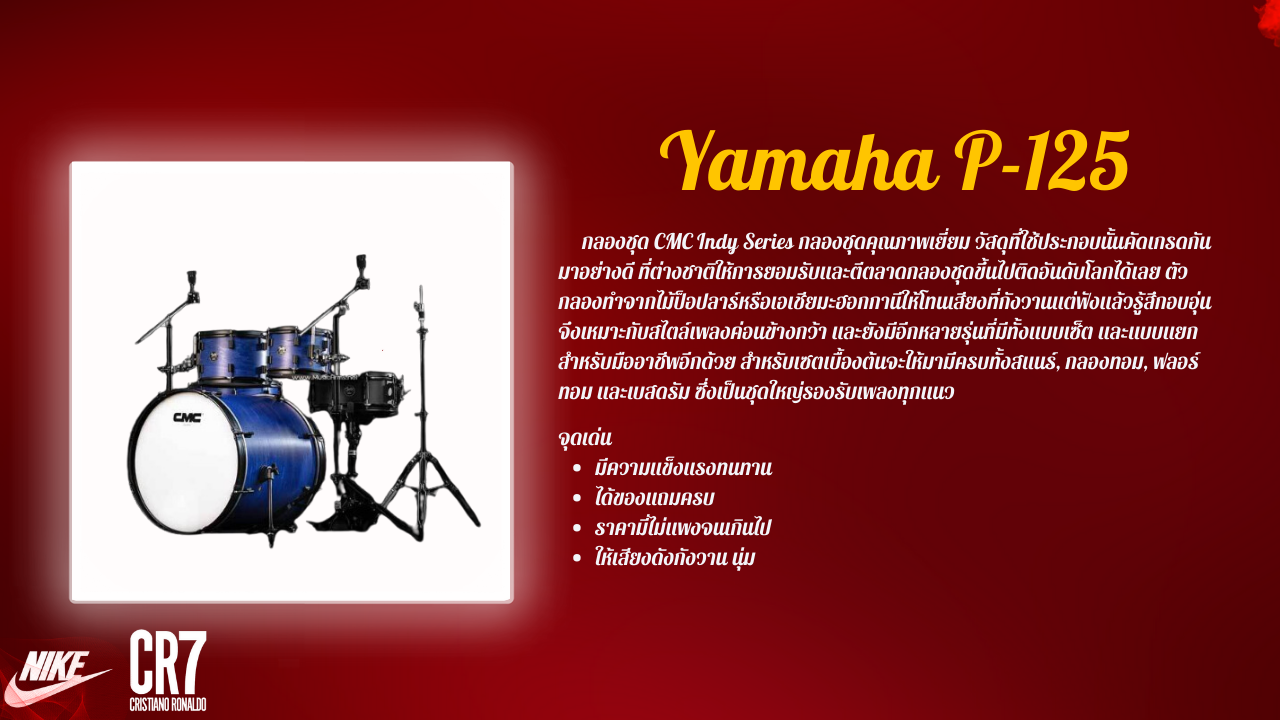 Yamaha P-125
กลองชุด CMC Indy Series กลองชุดคุณภาพเยี่ยม วัสดุที่ใช้ประกอบนั้นคัดเกรดกัน
มาอย่างดี ที่ต่างชาติให้การยอมรับและตีตลาดกลองชุดขึ้นไปติดอันดับโลกได้เลย ตัว
กลองทำจากไม้ป็อปลาร์หรือเอเชียมะฮอกกานีให้โทนเสียงที่กังวานแต่ฟังแล้วรู้สึกอบอุ่น
จึงเหมาะกับสไตล์เพลงค่อนข้างกว้า และยังมีอีกหลายรุ่นที่มีทั้งแบบเซ็ต และแบบแยก
สำหรับมืออาชีพอีกด้วย สำหรับเซตเบื้องต้นจะให้มามีครบทั้งสแนร์, กลองทอม, ฟลอร์
ทอม และเบสดรัม ซึ่งเป็นชุดใหญ่รองรับเพลงทุกแนว
จุดเด่น
• มีความแข็งแรงทนทาน
• ได้ของแถมครบ
• ราคามี่ไม่แพงจนเกินไป
• ให้เสียงดังกังวาน นุ่ม
CMC
NIKE
CR7
CRISTIANO RONALDO